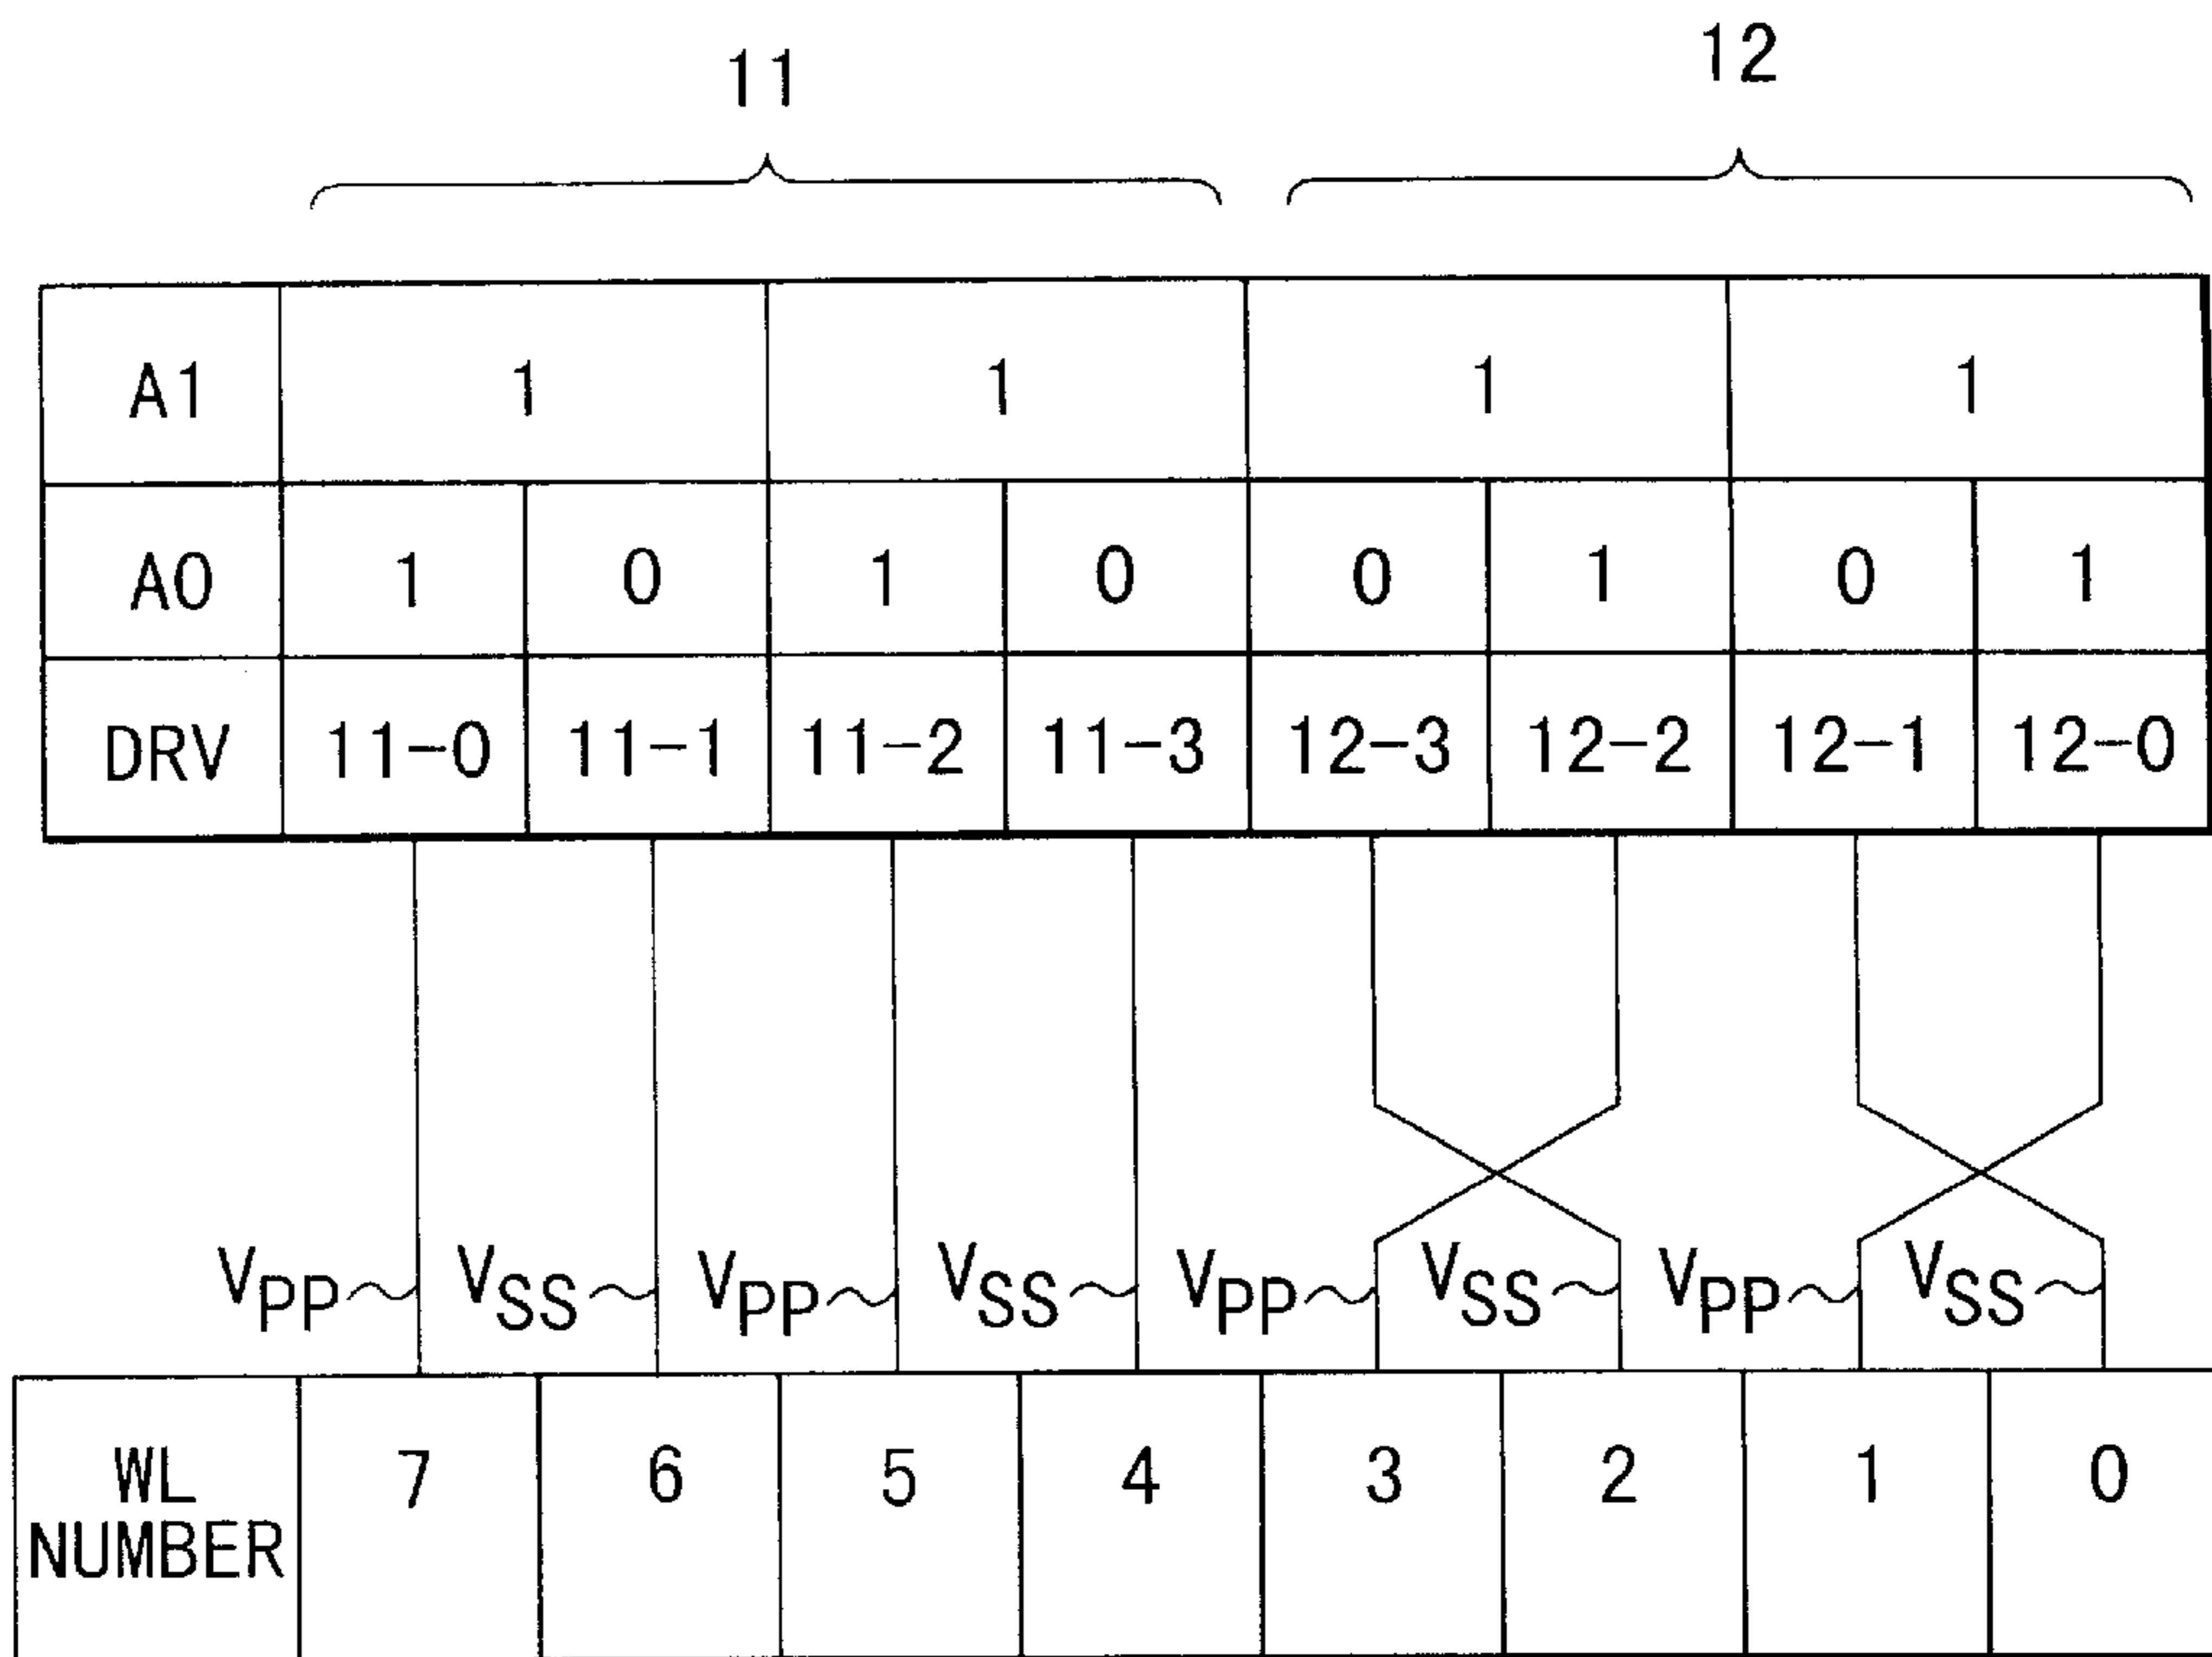 11 12
A1 1 1 1 1
A0 1 0 1 0 0 1 0 1
DRV 11-0 11-1 11-2 11-3 12-3 12-2 12-1 12-0
VPP VSS VPP VSS VPP VSS VPP VSS
WL NUMBER 7 6 5 4 3 2 1 0